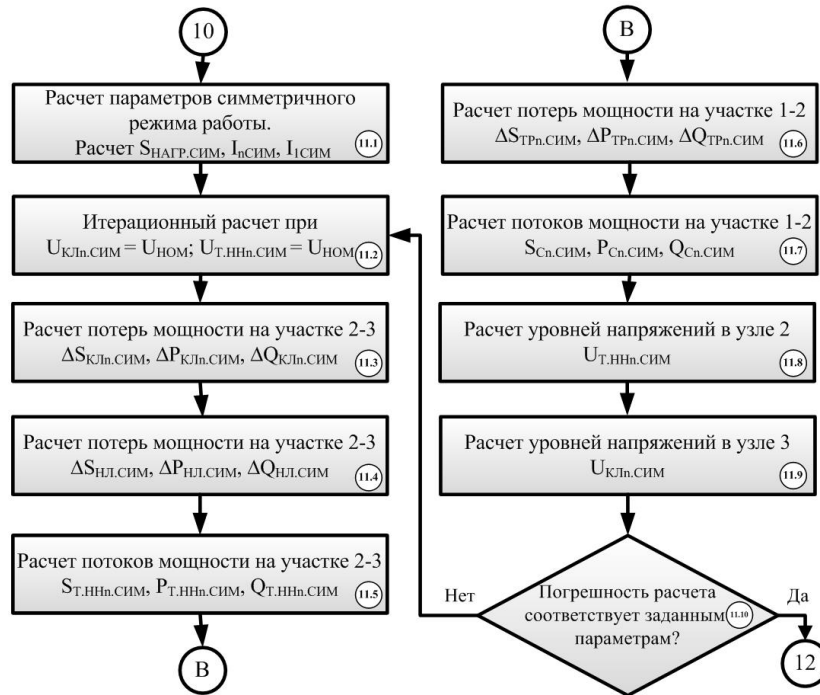 10
Расчет параметров симметричного
режима работы.
Расчет SНАГР.СИМ, InСИМ, I1СИМ
11.1
Итерационный расчет при
UКЛn.СИМ = UНОМ; UТ.ННn.СИМ = UНОМ
11.2
Расчет потерь мощности на участке 2-3
ΔSКЛn.СИМ, ΔPКЛn.СИМ, ΔQКЛn.СИМ
11.3
Расчет потерь мощности на участке 2-3
ΔSНЛ.СИМ, ΔPНЛ.СИМ, ΔQНЛ.СИМ
11.4
Расчет потоков мощности на участке 2-3
SТ.ННn.СИМ, PТ.ННn.СИМ, QТ.ННn.СИМ
11.5
В
В
Расчет потерь мощности на участке 1-2
ΔSТРn.СИМ, ΔPТРn.СИМ, ΔQТРn.СИМ
11.6
Расчет потоков мощности на участке 1-2
SСn.СИМ, PСn.СИМ, QСn.СИМ
11.7
Расчет уровней напряжений в узле 2
UТ.ННn.СИМ
11.8
Расчет уровней напряжений в узле 3
UКЛn.СИМ
11.9
Нет
Погрешность расчета
соответствует заданным
параметрам?
11.10
Да
12